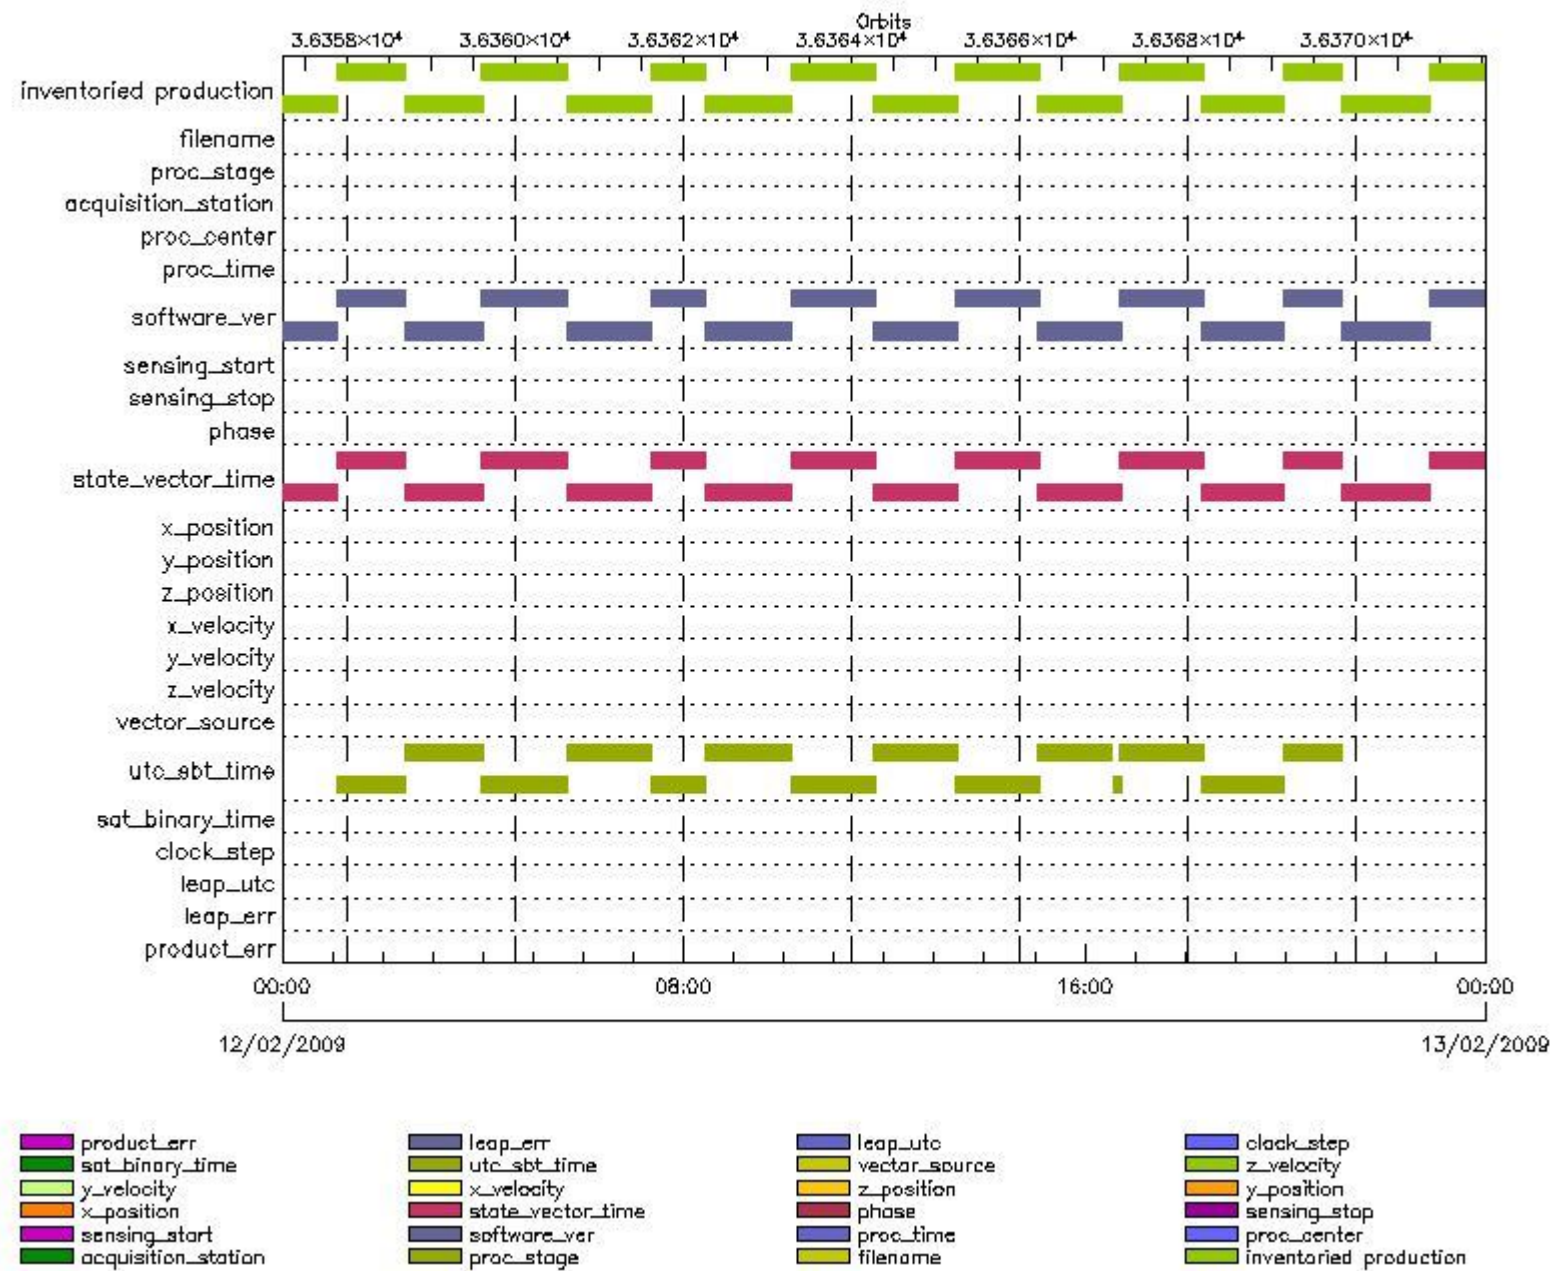 Orbits
3.6358×10⁴ 3.6360×10⁴ 3.6362×10⁴ 3.6364×10⁴ 3.6366×10⁴ 3.6368×10⁴ 3.6370×10⁴
inventoried production
filename
proc_stage
acquisition_station
proc_center
proc_time
software_ver
sensing_start
sensing_stop
phase
state_vector_time
x_position
y_position
z_position
x_velocity
y_velocity
z_velocity
vector_source
utc_sbt_time
sat_binary_time
clock_step
leap_utc
leap_err
product_err
00:00 08:00 16:00 00:00
12/02/2009 13/02/2009
product_err leap_err leap_utc clock_step
sat_binary_time utc_sbt_time vector_source z_velocity
y_velocity x_velocity z_position y_position
x_position state_vector_time phase sensing_stop
sensing_start software_ver proc_time proc_center
acquisition_station proc_stage filename inventoried production